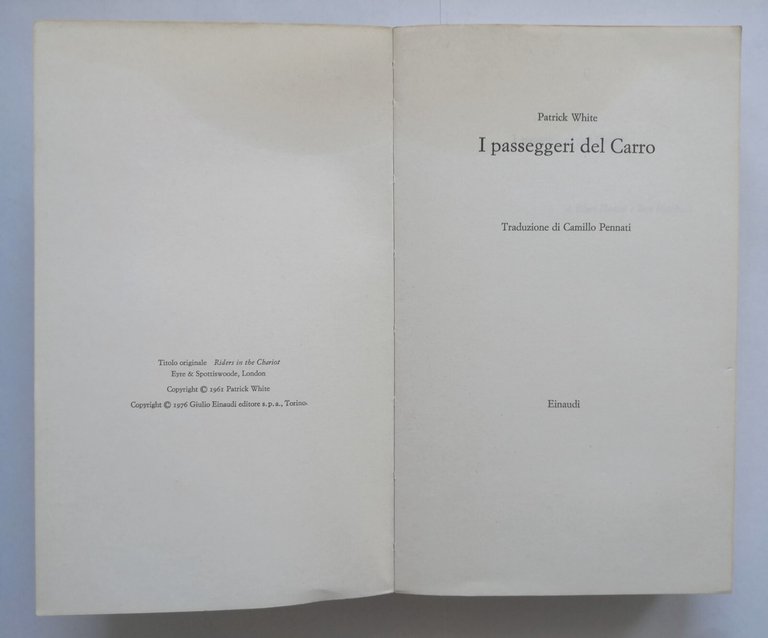 Titolo originale Riders in the Chariot
Eyre & Spottiswoode, London
Copyright © 1961 Patrick White
Copyright © 1976 Giulio Einaudi editore s. p. a., Torino.
Patrick White
I passeggeri del Carro
Traduzione di Camillo Pennati
Einaudi